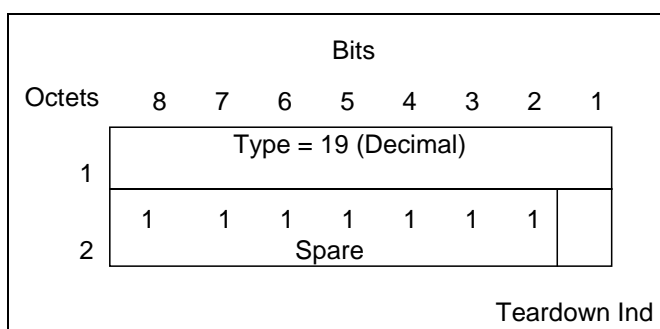 Bits
Octets 8 7 6 5 4 3 2 1
Type = 19 (Decimal)
1
1 1 1 1 1 1 1
2 Spare
Teardown Ind